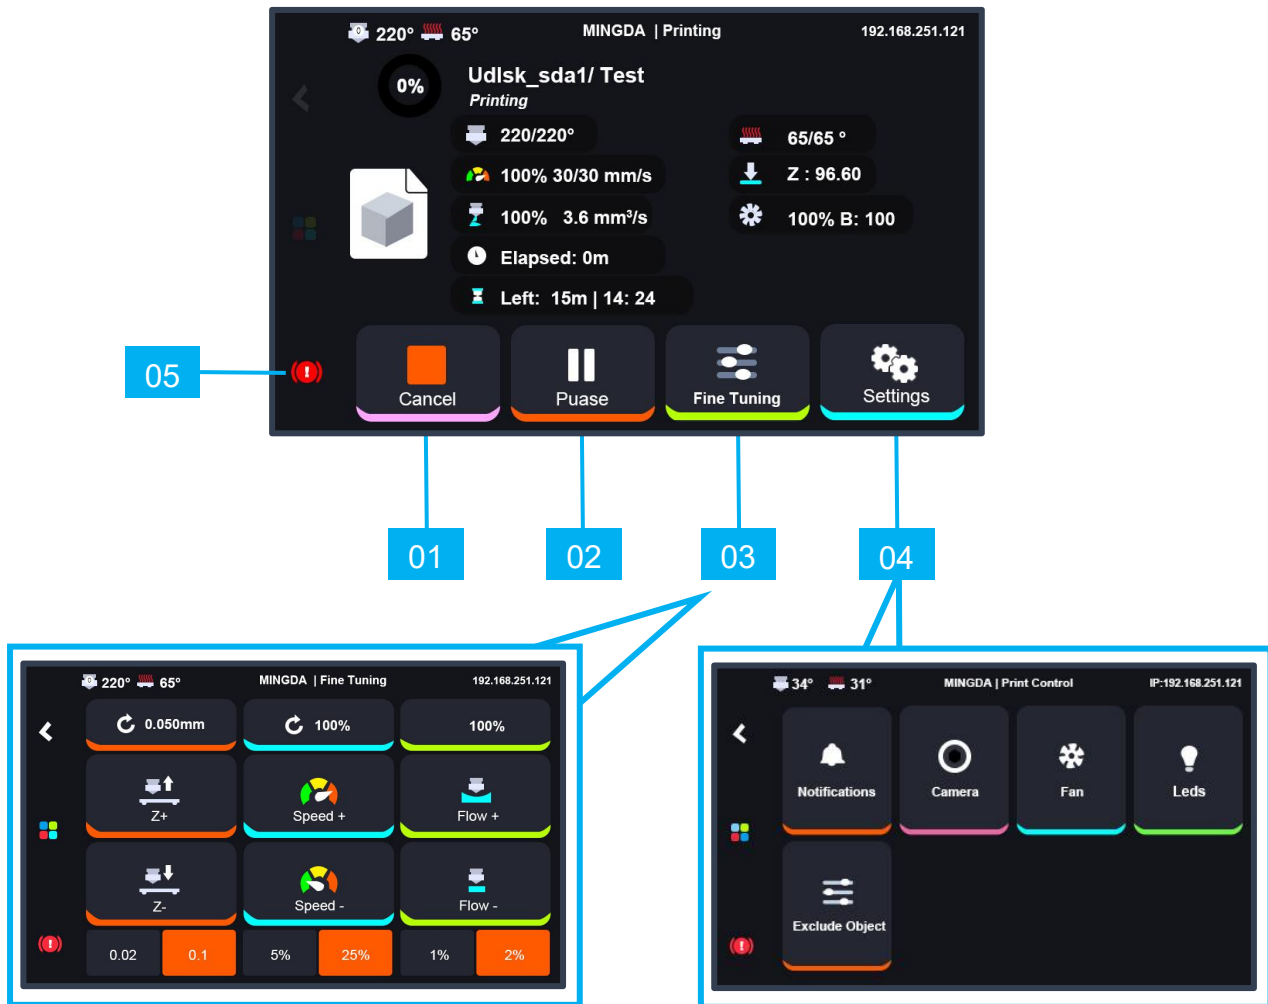 0 220° 65° MINGDA | Printing 192.168.251.121
0% Udlsk_sda1/ Test
Printing
220/220° 65/65 °
100% 30/30 mm/s Z : 96.60
100% 3.6 mm³/s 100% B: 100
Elapsed: 0m
Left: 15m | 14: 24
05
Cancel Puase Fine Tuning Settings
01 02 03 04
0 220° 65° MINGDA | Fine Tuning 192.168.251.121
0.050mm 100% 100%
Z+ Speed + Flow +
Z- Speed - Flow -
0.02 0.1 5% 25% 1% 2%
34° 31° MINGDA | Print Control IP:192.168.251.121
Notifications Camera Fan Leds
Exclude Object